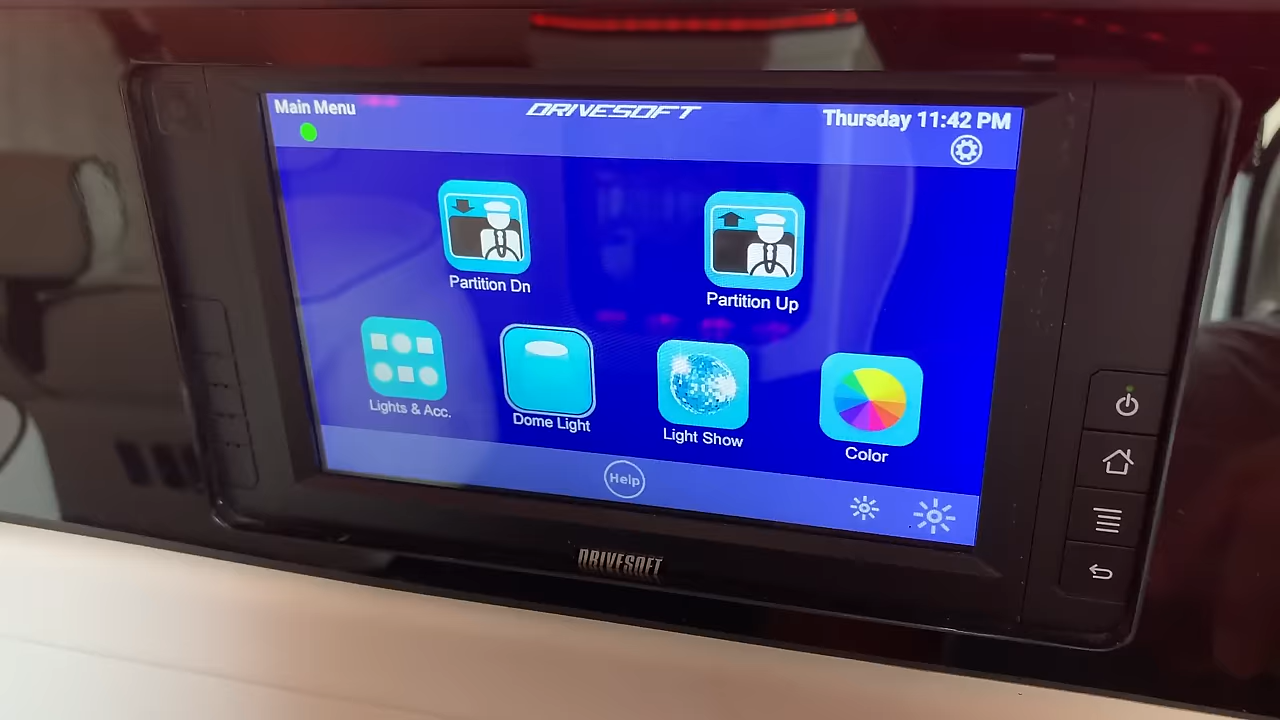 Main Menu
DRIVESOFT
Thursday 11:42 PM
Partition Dn
Partition Up
Lights & Acc.
Dome Light
Light Show
Color
Help
DRIVESOFT